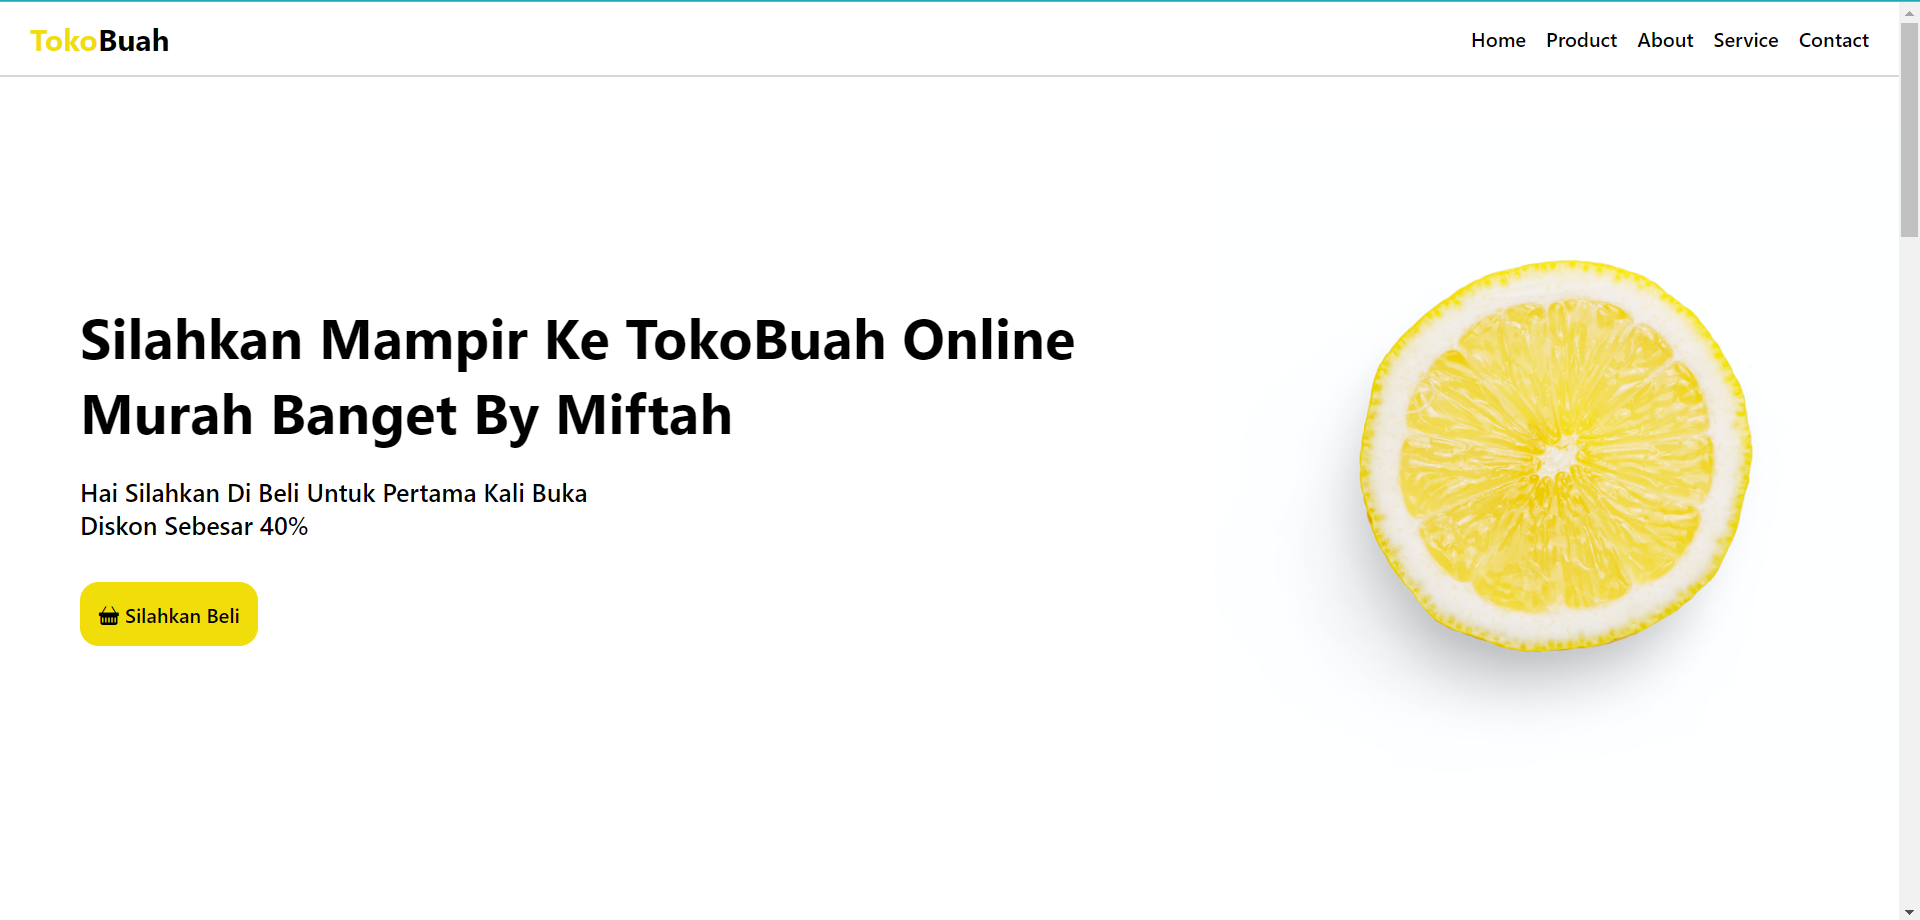 TokoBuah
Home Product About Service Contact
Silahkan Mampir Ke TokoBuah Online
Murah Banget By Miftah
Hai Silahkan Di Beli Untuk Pertama Kali Buka
Diskon Sebesar 40%
Silahkan Beli